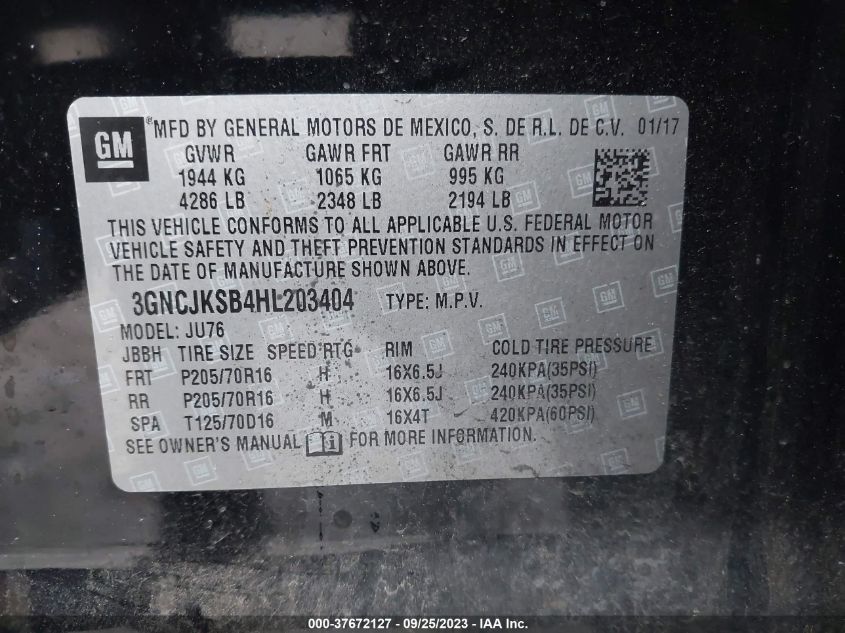 GM
® MFD BY GENERAL MOTORS DE MEXICO, S. DE R.L. DE C.V. 01/17
GVWR GAWR FRT GAWR RR
1944 KG 1065 KG 995 KG
4286 LB 2348 LB 2194 LB
THIS VEHICLE CONFORMS TO ALL APPLICABLE U.S. FEDERAL MOTOR
VEHICLE SAFETY AND THEFT PREVENTION STANDARDS IN EFFECT ON
THE DATE OF MANUFACTURE SHOWN ABOVE.
3GNCJKSB4HL203404 TYPE: M.P.V.
MODEL: JU76
JBBH TIRE SIZE SPEED RTG RIM COLD TIRE PRESSURE
FRT P205/70R16 H 16X6.5J 240KPA(35PSI)
RR P205/70R16 H 16X6.5J 240KPA(35PSI)
SPA T125/70D16 M 16X4T 420KPA(60PSI)
SEE OWNER'S MANUAL FOR MORE INFORMATION.
000-37672127 - 09/25/2023 - IAA Inc.